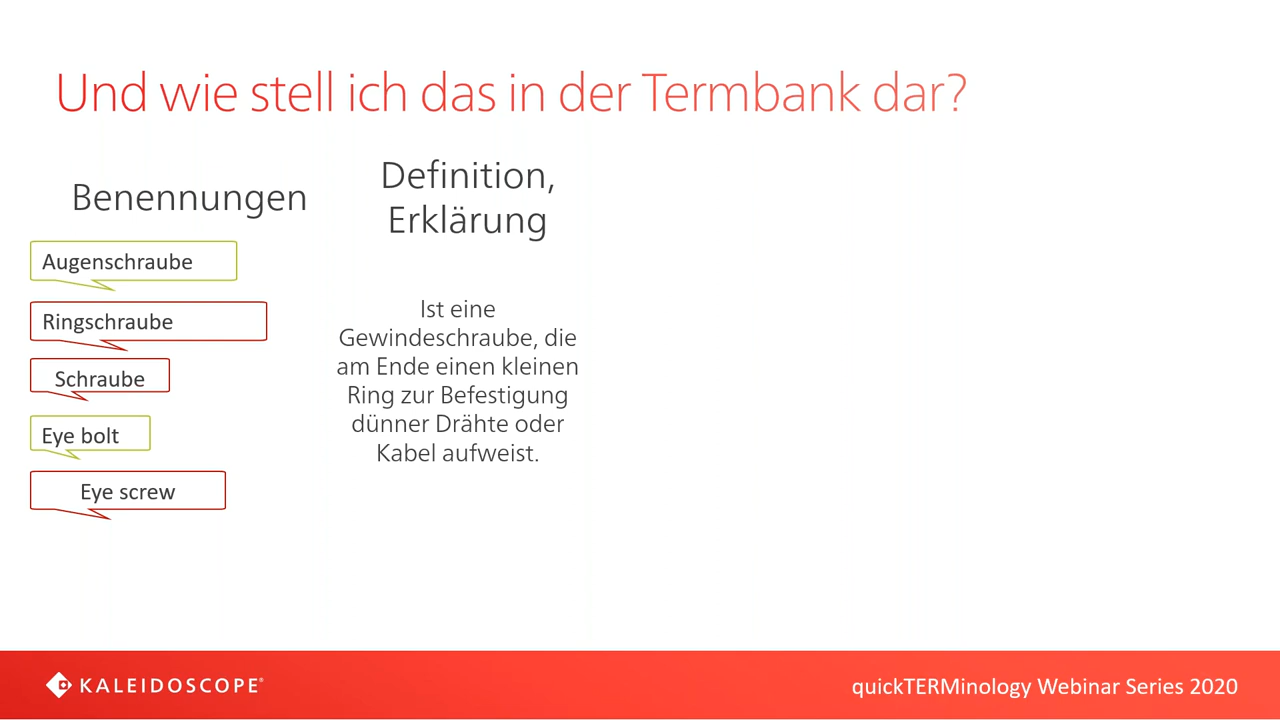 Und wie stell ich das in der Termbank dar?
Benennungen
Augenschraube
Ringschraube
Schraube
Eye bolt
Eye screw
Definition,
Erklärung
Ist eine
Gewindeschraube, die
am Ende einen kleinen
Ring zur Befestigung
dünner Drähte oder
Kabel aufweist.
KALEIDOSCOPE®
quickTERMinology Webinar Series 2020